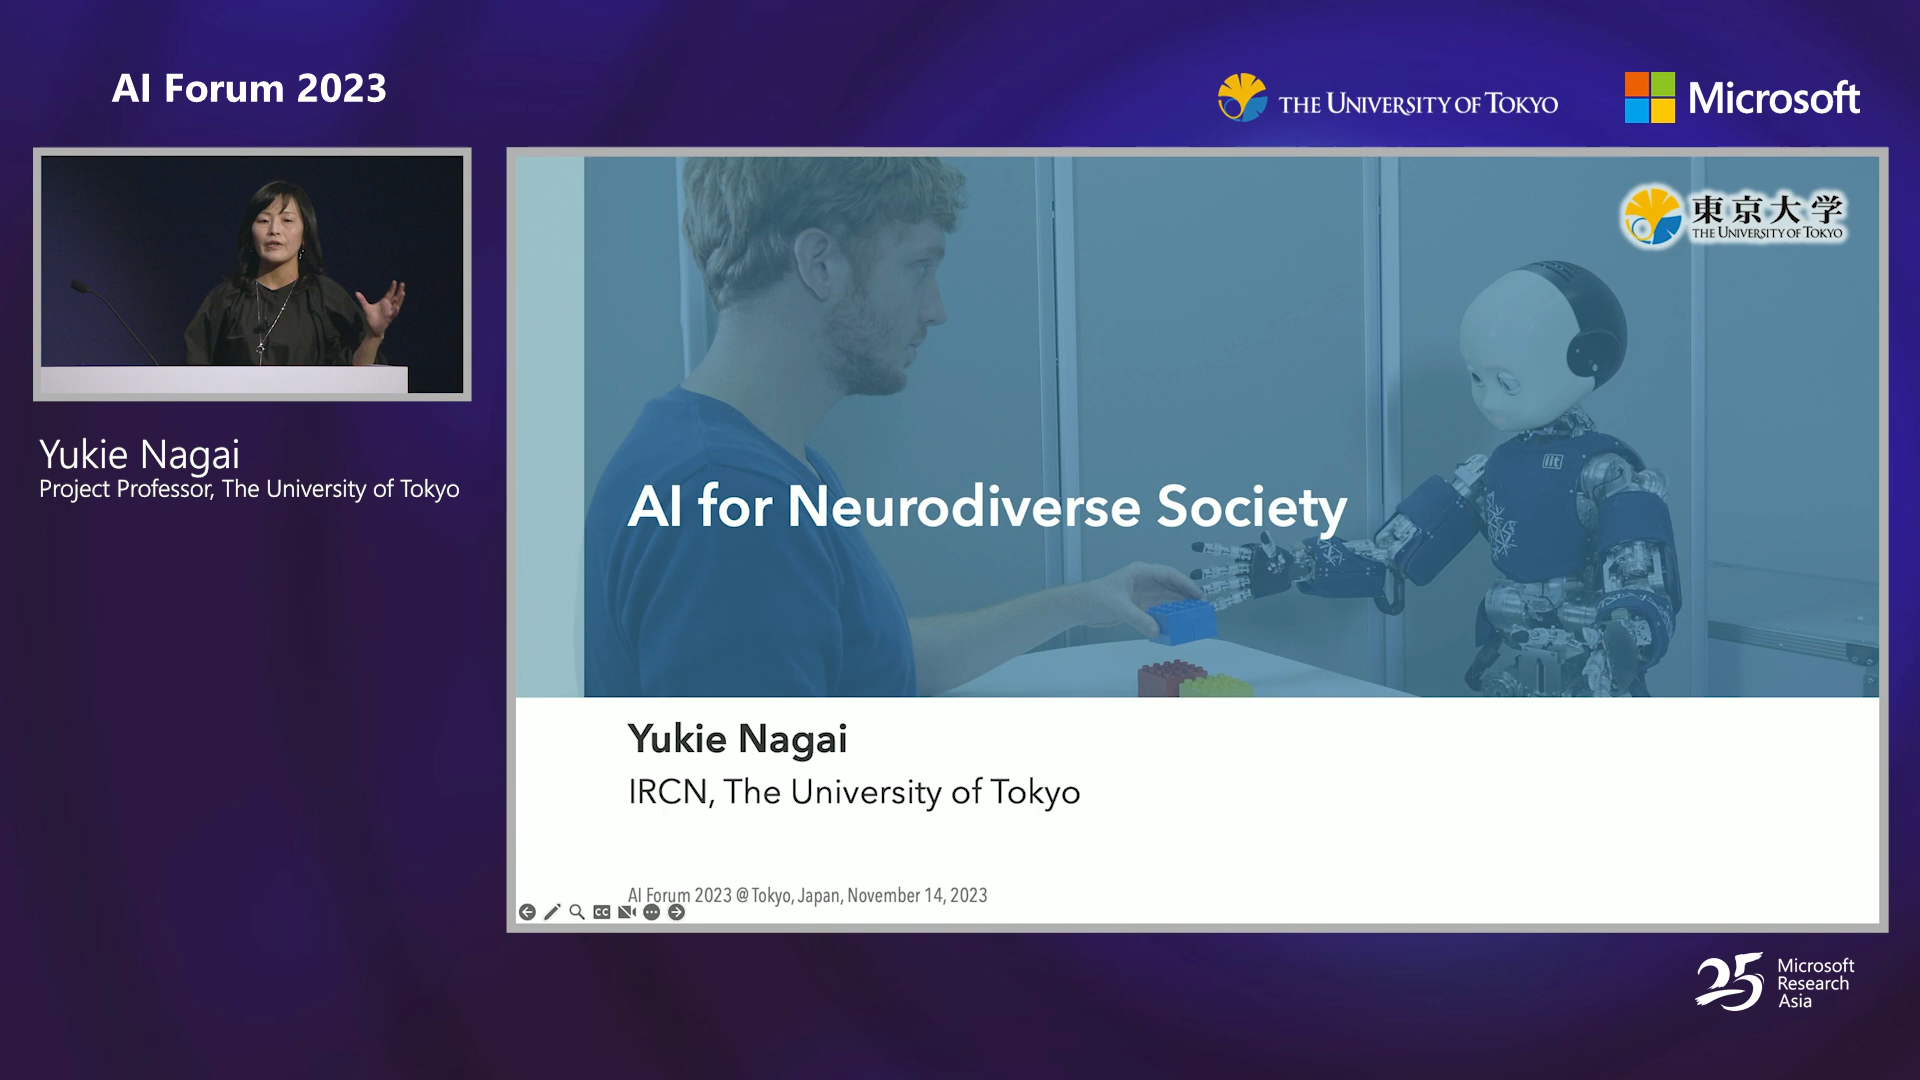 AI Forum 2023
THE UNIVERSITY OF TOKYO
Microsoft
東京大学
THE UNIVERSITY OF TOKYO
iit
AI for Neurodiverse Society
Yukie Nagai
Project Professor, The University of Tokyo
Yukie Nagai
IRCN, The University of Tokyo
AI Forum 2023 @ Tokyo, Japan, November 14, 2023
CC
25
Microsoft
Research
Asia